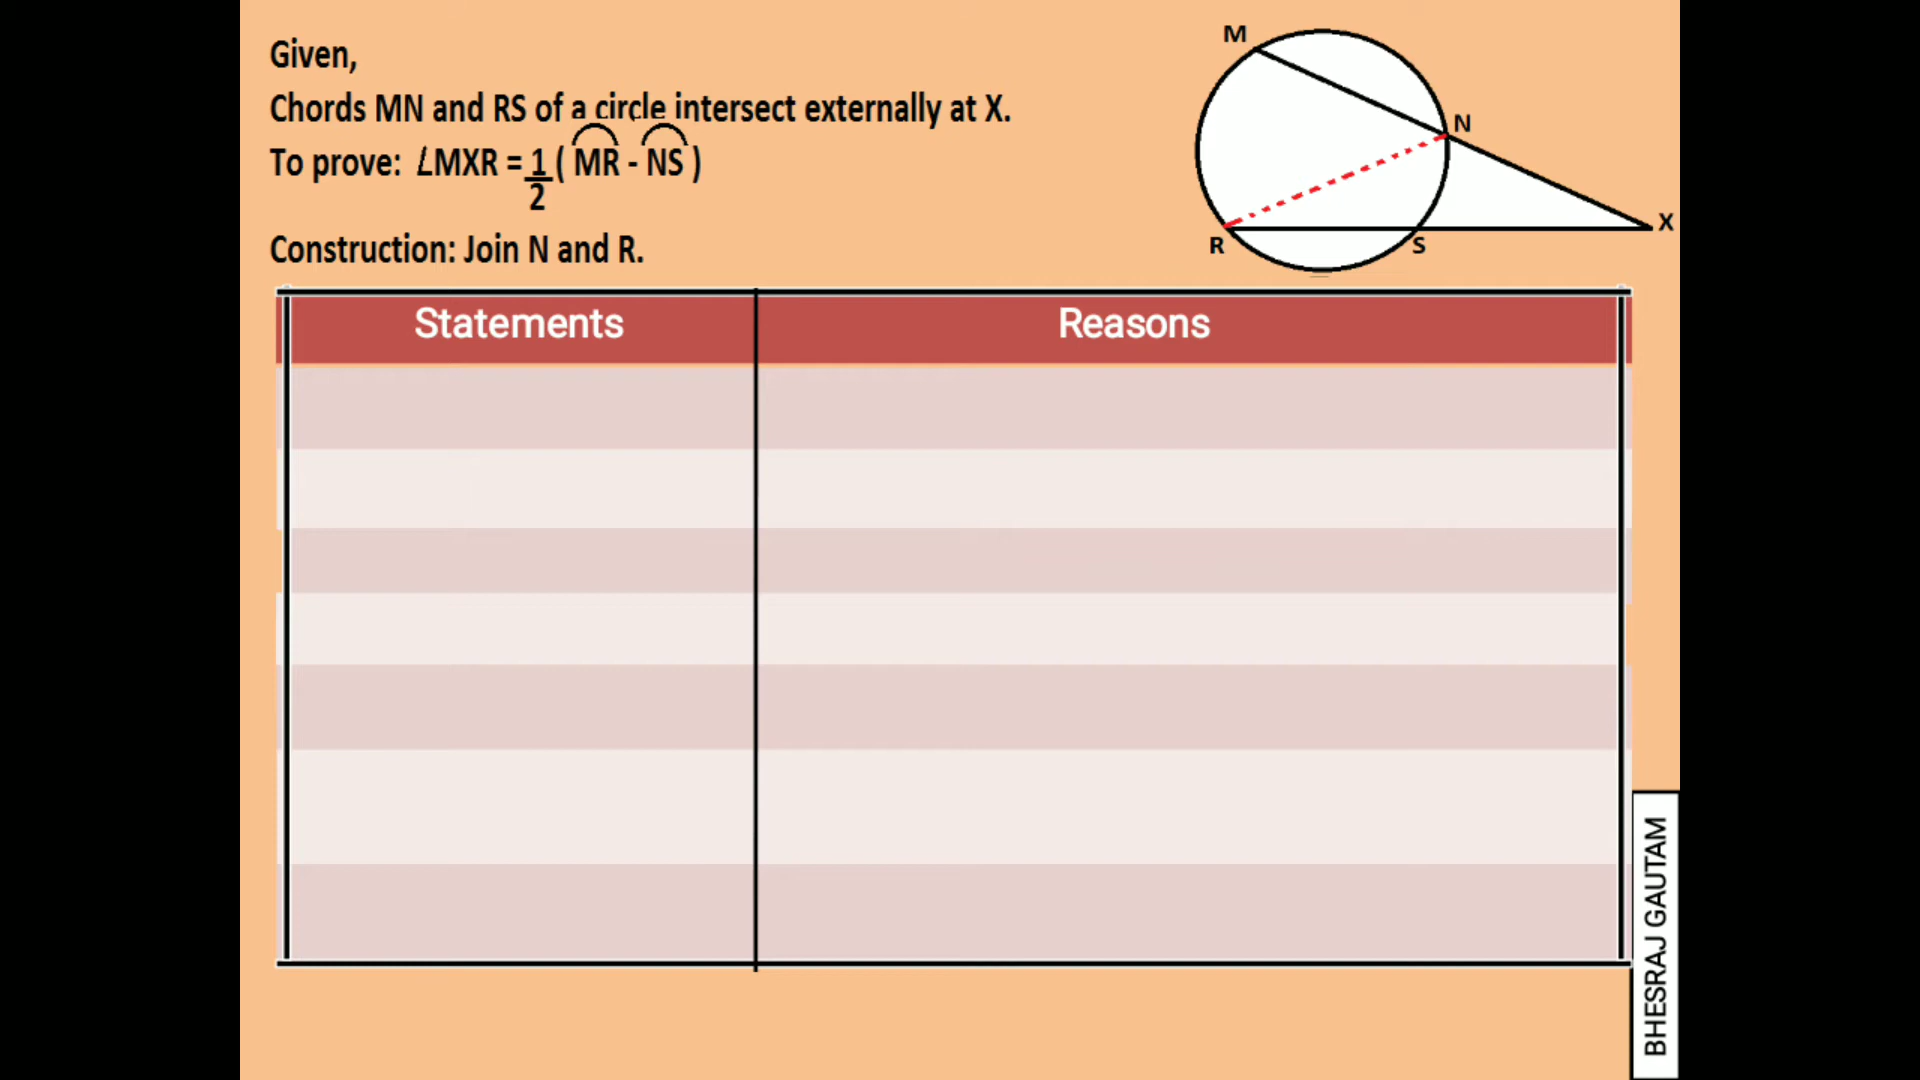 Given,
Chords MN and RS of a circle intersect externally at X.
To prove: ∠MXR = 1/2 ( MR - NS )
Construction: Join N and R.
M
N
X
R
S
Statements
Reasons
BHESRAJ GAUTAM